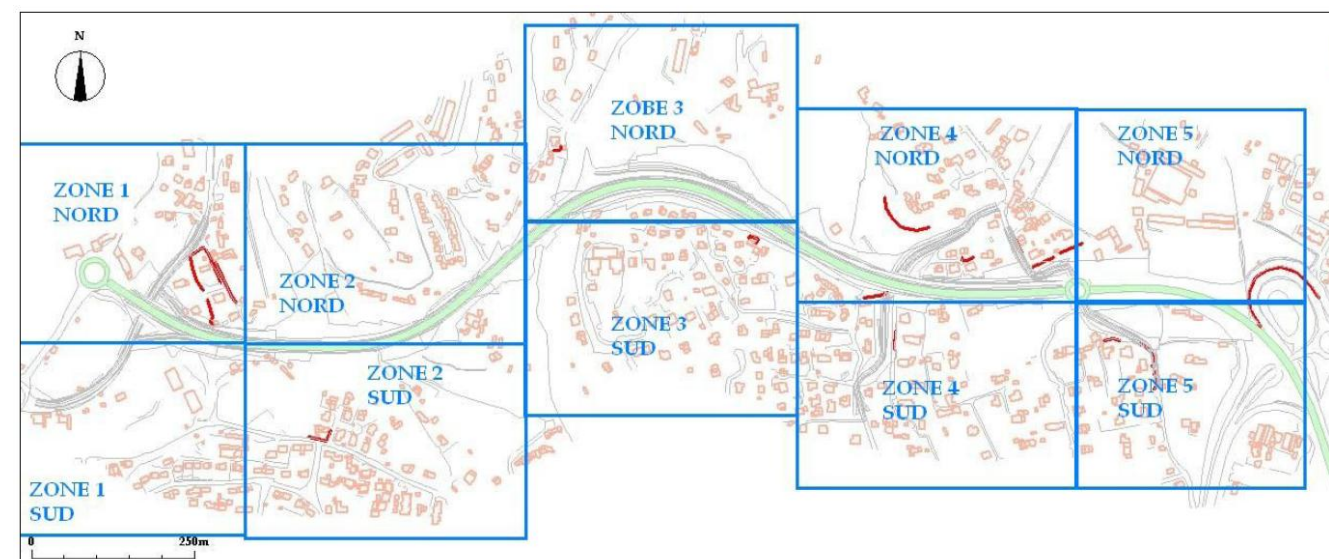 N
ZOBE 3
NORD
ZONE 4
NORD
ZONE 5
NORD
ZONE 1
NORD
ZONE 2
NORD
ZONE 3
SUD
ZONE 2
SUD
ZONE 4
SUD
ZONE 5
SUD
ZONE 1
SUD
0 250m